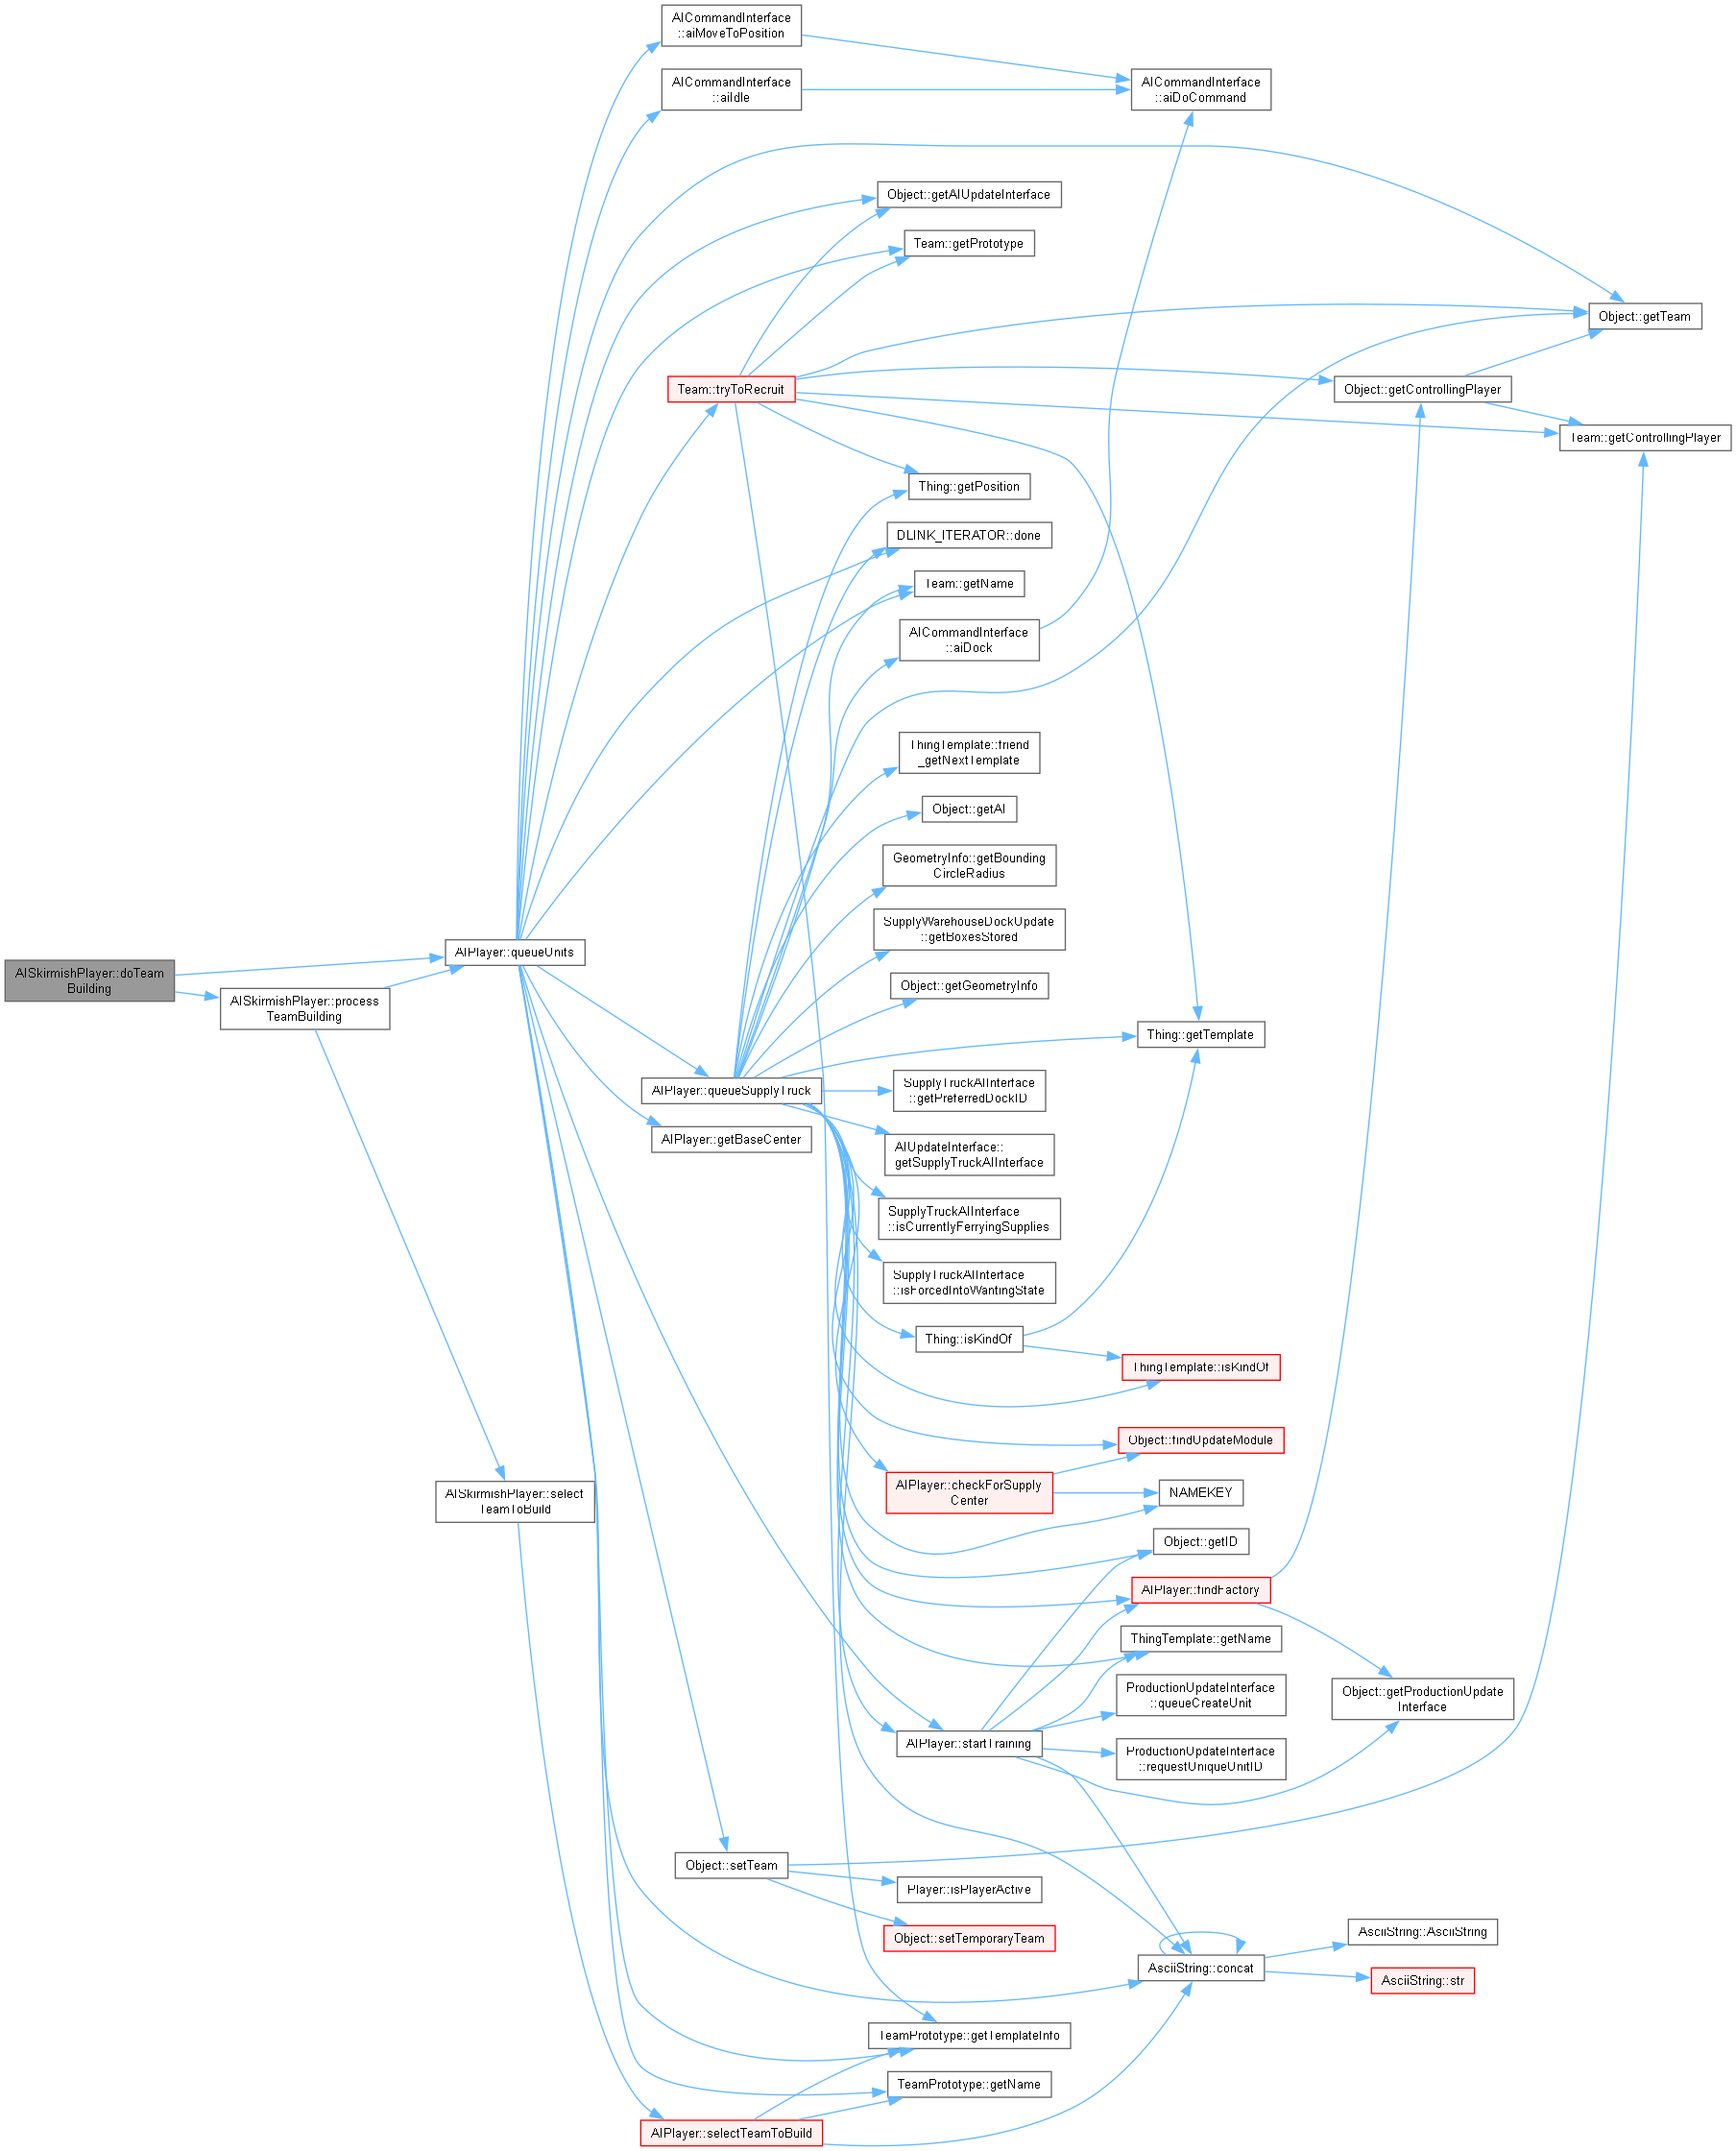 AICommandInterface
::aiMoveToPosition
AICommandInterface
::aiIdle
AICommandInterface
::aiDoCommand
Object::getAIUpdateInterface
Team::getPrototype
Object::getTeam
Team::tryToRecruit
Object::getControllingPlayer
Team::getControllingPlayer
Thing::getPosition
DLINK_ITERATOR::done
Team::getName
AICommandInterface
::aiDock
ThingTemplate::friend
_getNextTemplate
Object::getAI
GeometryInfo::getBounding
CircleRadius
SupplyWarehouseDockUpdate
::getBoxesStored
AIPlayer::queueUnits
AISkirmishPlayer::doTeam
Building
AISkirmishPlayer::process
TeamBuilding
Object::getGeometryInfo
Thing::getTemplate
AIPlayer::queueSupplyTruck
SupplyTruckAIInterface
::getPreferredDockID
AIPlayer::getBaseCenter
AIUpdateInterface::
getSupplyTruckAIInterface
SupplyTruckAIInterface
::isCurrentlyFerryingSupplies
SupplyTruckAIInterface
::isForcedIntoWantingState
Thing::isKindOf
ThingTemplate::isKindOf
Object::findUpdateModule
AIPlayer::checkForSupply
Center
NAMEKEY
AISkirmishPlayer::select
TeamToBuild
Object::getID
AIPlayer::findFactory
ThingTemplate::getName
ProductionUpdateInterface
::queueCreateUnit
Object::getProductionUpdate
Interface
AIPlayer::startTraining
ProductionUpdateInterface
::requestUniqueUnitID
Object::setTeam
Player::isPlayerActive
Object::setTemporaryTeam
AsciiString::AsciiString
AsciiString::concat
AsciiString::str
TeamPrototype::getTemplateInfo
TeamPrototype::getName
AIPlayer::selectTeamToBuild